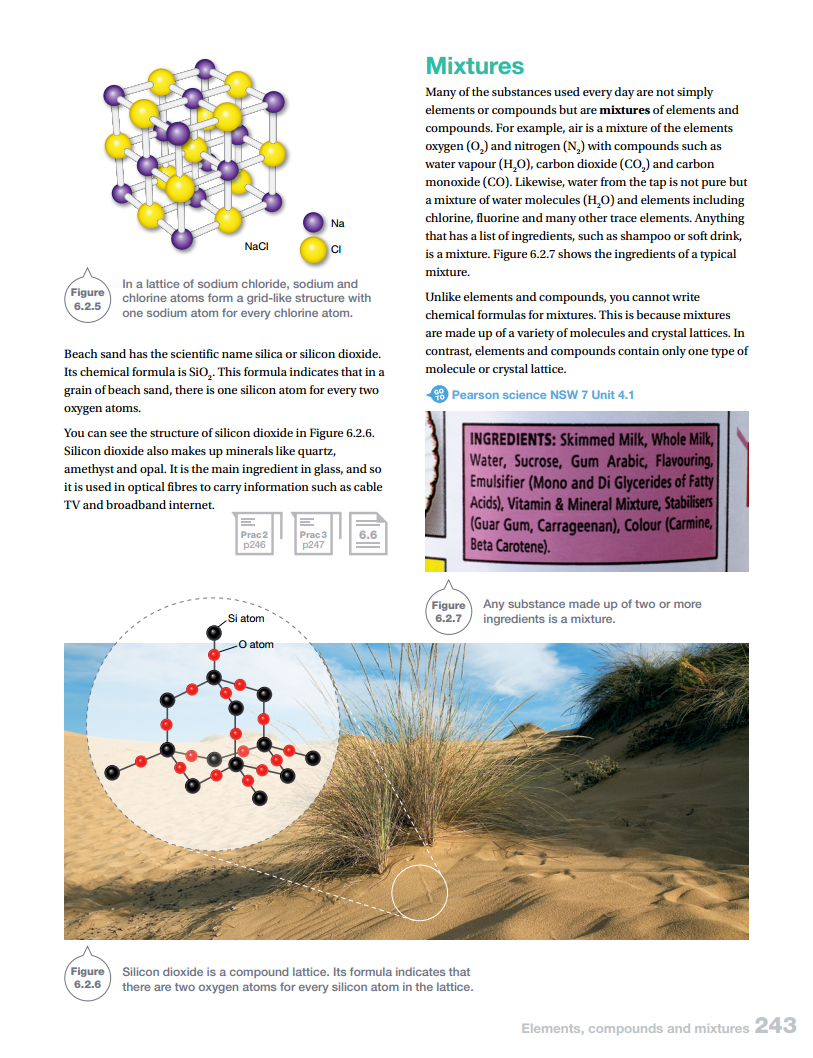 Na
Cl
NaCl
Figure
6.2.5
In a lattice of sodium chloride, sodium and
chlorine atoms form a grid-like structure with
one sodium atom for every chlorine atom.
Beach sand has the scientific name silica or silicon dioxide.
Its chemical formula is SiO₂. This formula indicates that in a
grain of beach sand, there is one silicon atom for every two
oxygen atoms.
You can see the structure of silicon dioxide in Figure 6.2.6.
Silicon dioxide also makes up minerals like quartz,
amethyst and opal. It is the main ingredient in glass, and so
it is used in optical fibres to carry information such as cable
TV and broadband internet.
Prac 2
p246
Prac 3
p247
6.6
Mixtures
Many of the substances used every day are not simply
elements or compounds but are mixtures of elements and
compounds. For example, air is a mixture of the elements
oxygen (O₂) and nitrogen (N₂) with compounds such as
water vapour (H₂O), carbon dioxide (CO₂) and carbon
monoxide (CO). Likewise, water from the tap is not pure but
a mixture of water molecules (H₂O) and elements including
chlorine, fluorine and many other trace elements. Anything
that has a list of ingredients, such as shampoo or soft drink,
is a mixture. Figure 6.2.7 shows the ingredients of a typical
mixture.
Unlike elements and compounds, you cannot write
chemical formulas for mixtures. This is because mixtures
are made up of a variety of molecules and crystal lattices. In
contrast, elements and compounds contain only one type of
molecule or crystal lattice.
GO TO
Pearson science NSW 7 Unit 4.1
INGREDIENTS: Skimmed Milk, Whole Milk,
Water, Sucrose, Gum Arabic, Flavouring,
Emulsifier (Mono and Di Glycerides of Fatty
Acids), Vitamin & Mineral Mixture, Stabilisers
(Guar Gum, Carrageenan), Colour (Carmine,
Beta Carotene).
Figure
6.2.7
Any substance made up of two or more
ingredients is a mixture.
Si atom
O atom
Figure
6.2.6
Silicon dioxide is a compound lattice. Its formula indicates that
there are two oxygen atoms for every silicon atom in the lattice.
Elements, compounds and mixtures 243